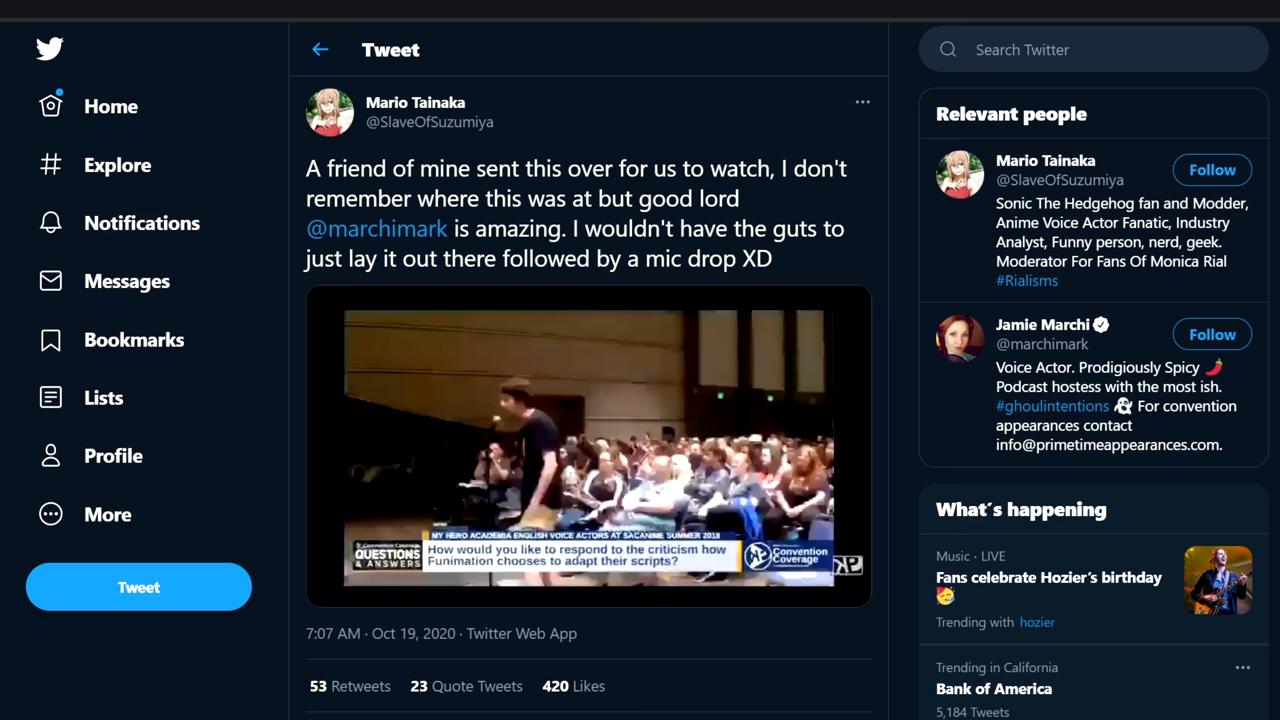 Tweet
Search Twitter
Home
Explore
Notifications
Messages
Bookmarks
Lists
Profile
More
Tweet
Mario Tainaka
@SlaveOfSuzumiya
A friend of mine sent this over for us to watch, I don't
remember where this was at but good lord
@marchimark is amazing. I wouldn't have the guts to
just lay it out there followed by a mic drop XD
MY HERO ACADEMIA ENGLISH VOICE ACTORS AT SACANIME SUMMER 2018
Convention Coverage
QUESTIONS
& ANSWERS
How would you like to respond to the criticism how
Funimation chooses to adapt their scripts?
Convention
Coverage
7:07 AM · Oct 19, 2020 · Twitter Web App
53 Retweets 23 Quote Tweets 420 Likes
Relevant people
Mario Tainaka
@SlaveOfSuzumiya
Follow
Sonic The Hedgehog fan and Modder,
Anime Voice Actor Fanatic, Industry
Analyst, Funny person, nerd, geek.
Moderator For Fans Of Monica Rial
#Rialisms
Jamie Marchi
@marchimark
Follow
Voice Actor. Prodigiously Spicy 🌶️
Podcast hostess with the most ish.
#ghoulintentions 👻 For convention
appearances contact
info@primetimeappearances.com.
What´s happening
Music · LIVE
Fans celebrate Hozier’s birthday
🥳
Trending with hozier
Trending in California
Bank of America
5,184 Tweets